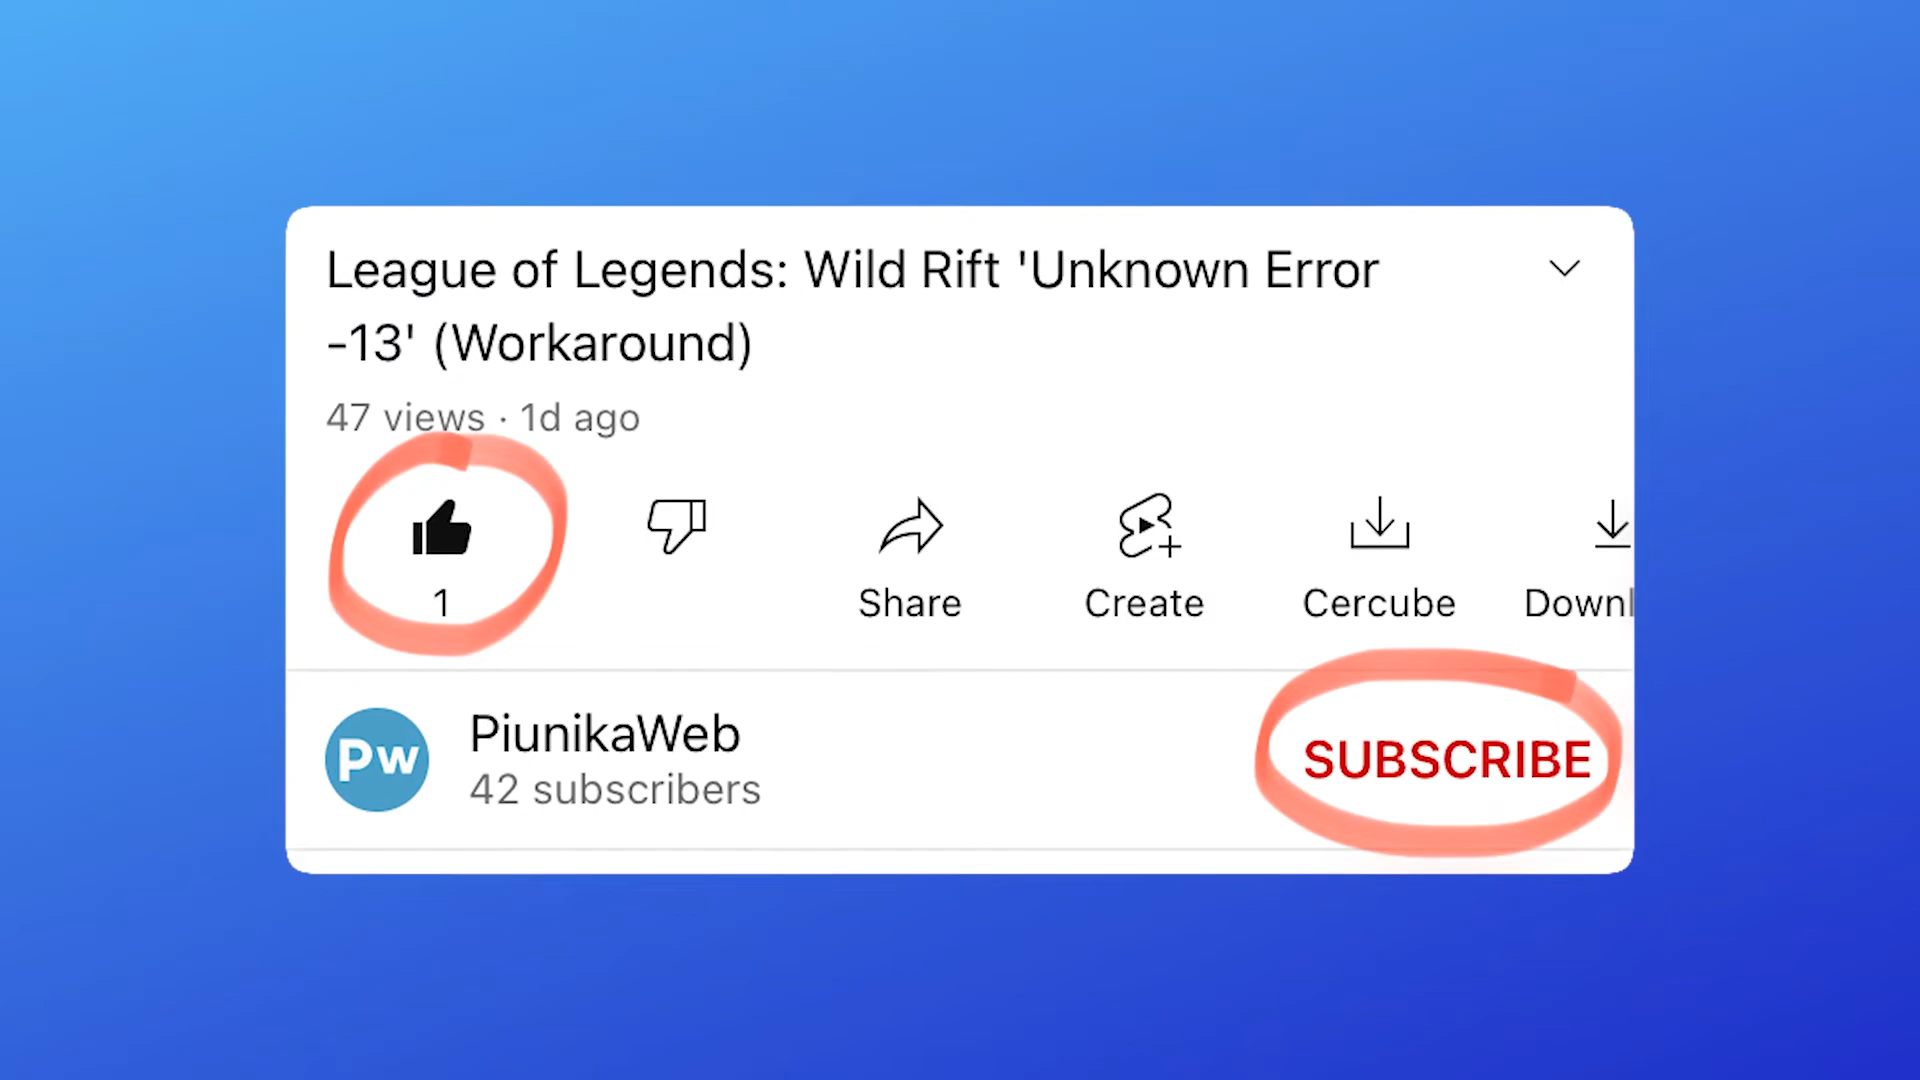 League of Legends: Wild Rift 'Unknown Error
-13' (Workaround)
47 views · 1d ago
1
Share Create Cercube Downl
Pw
PiunikaWeb
42 subscribers
SUBSCRIBE